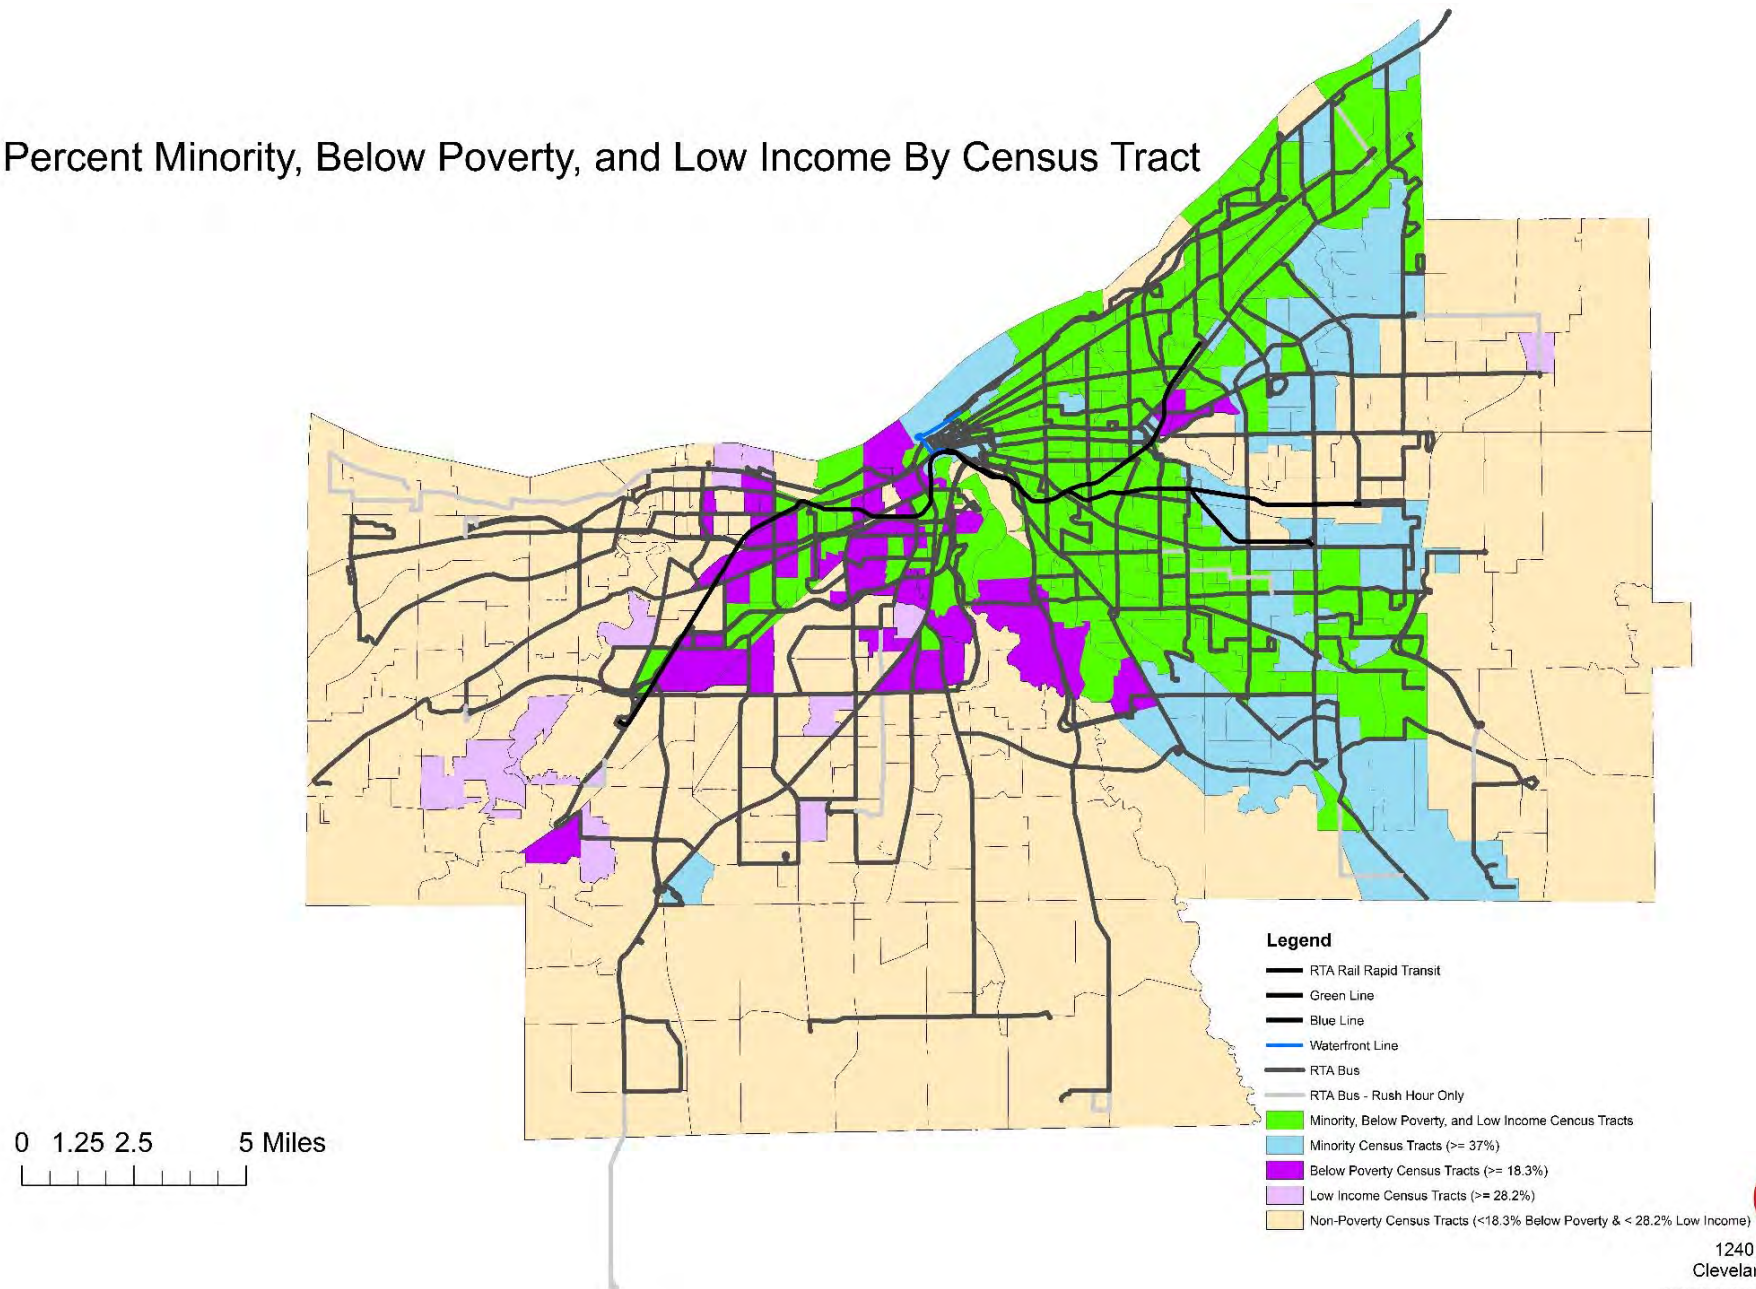 Percent Minority, Below Poverty, and Low Income By Census Tract
Legend
RTA Rail Rapid Transit
Green Line
Blue Line
Waterfront Line
RTA Bus
RTA Bus - Rush Hour Only
Minority, Below Poverty, and Low Income Cencus Tracts
Minority Census Tracts (>= 37%)
Below Poverty Census Tracts (>= 18.3%)
Low Income Census Tracts (>= 28.2%)
Non-Poverty Census Tracts (<18.3% Below Poverty & < 28.2% Low Income)
0 1.25 2.5 5 Miles
1240
Clevelar